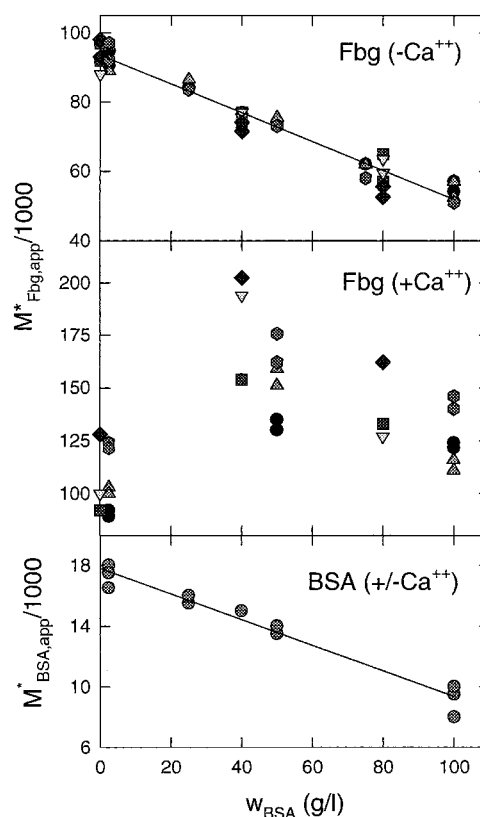 100
80
60
40
Fbg (-Ca++)
M*Fbg,app/1000
200
175
150
125
100
Fbg (+Ca++)
18
14
10
6
BSA (+/-Ca++)
M*BSA,app/1000
0 20 40 60 80 100
wBSA (g/l)